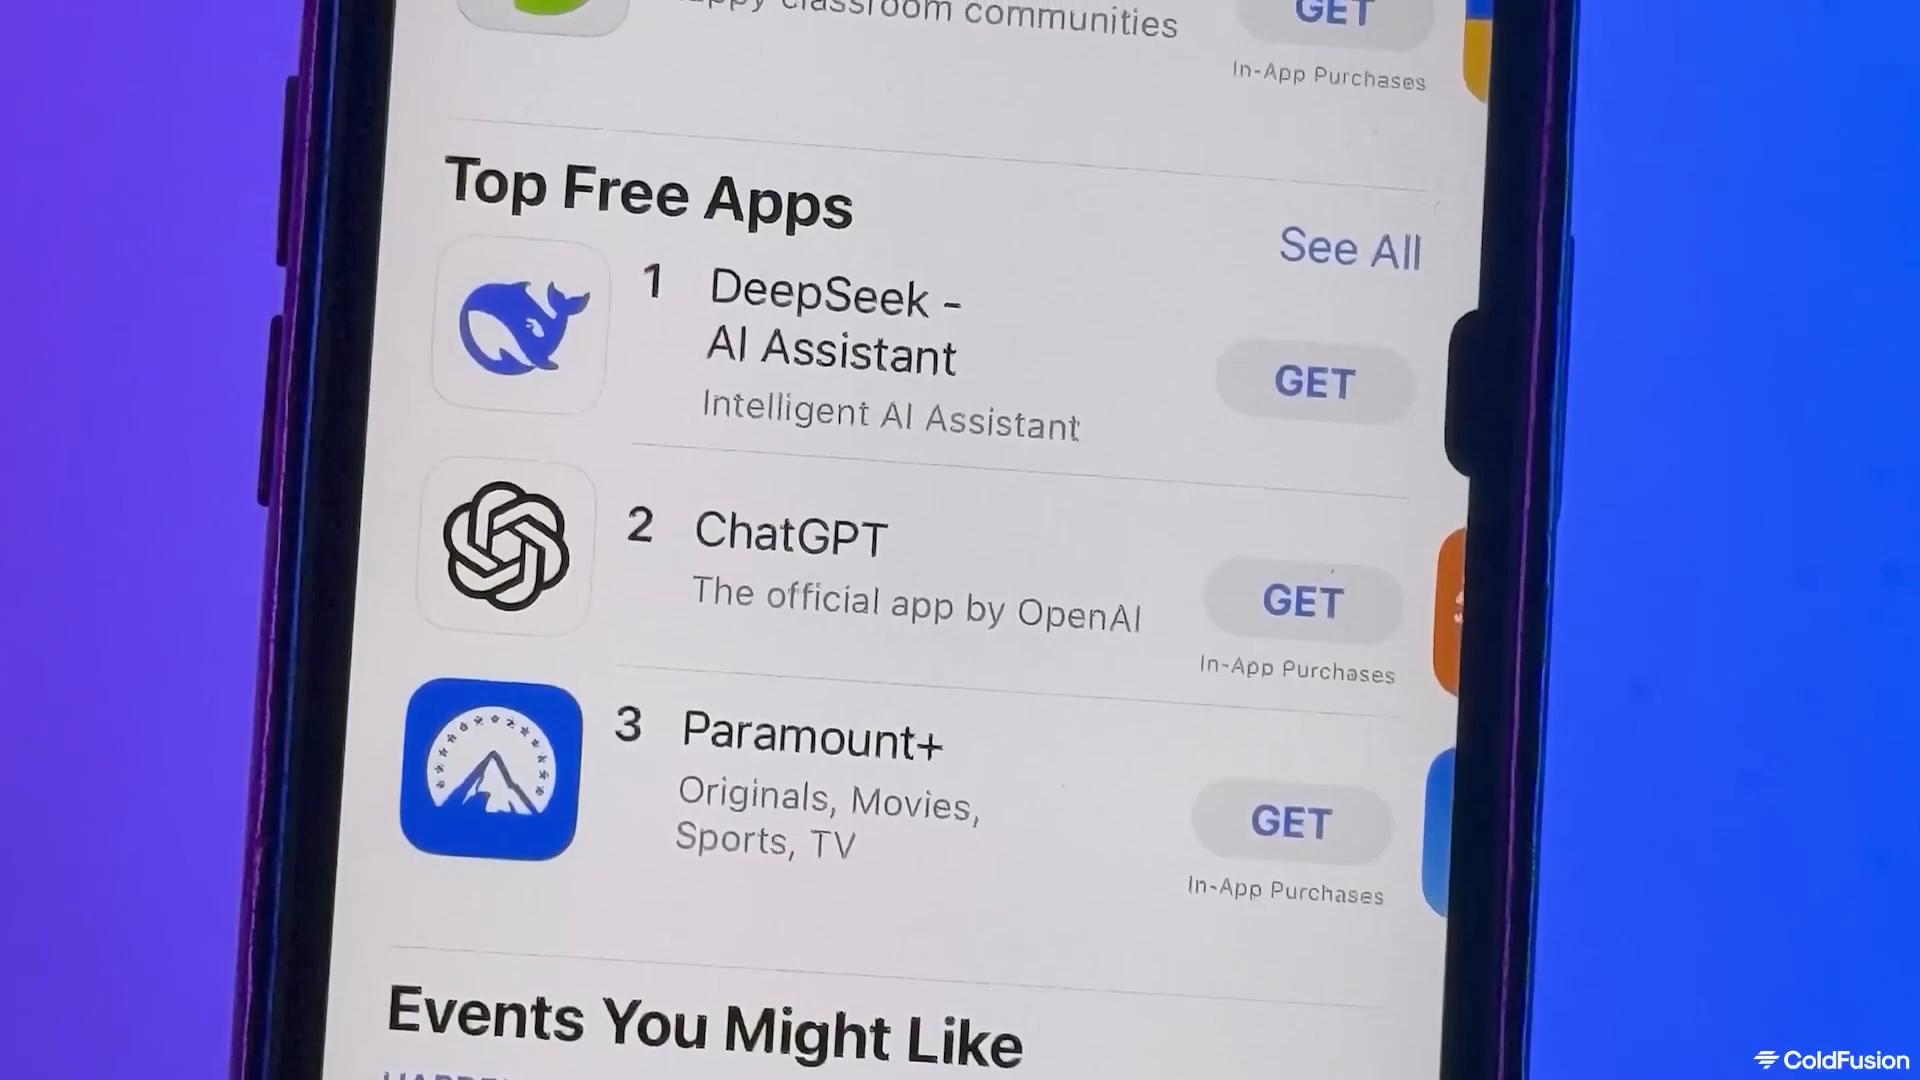 classroom communities
GET
In-App Purchases
Top Free Apps
See All
1 DeepSeek -
AI Assistant
Intelligent AI Assistant
GET
2 ChatGPT
The official app by OpenAI
GET
In-App Purchases
3 Paramount+
Originals, Movies,
Sports, TV
GET
In-App Purchases
Events You Might Like
ColdFusion